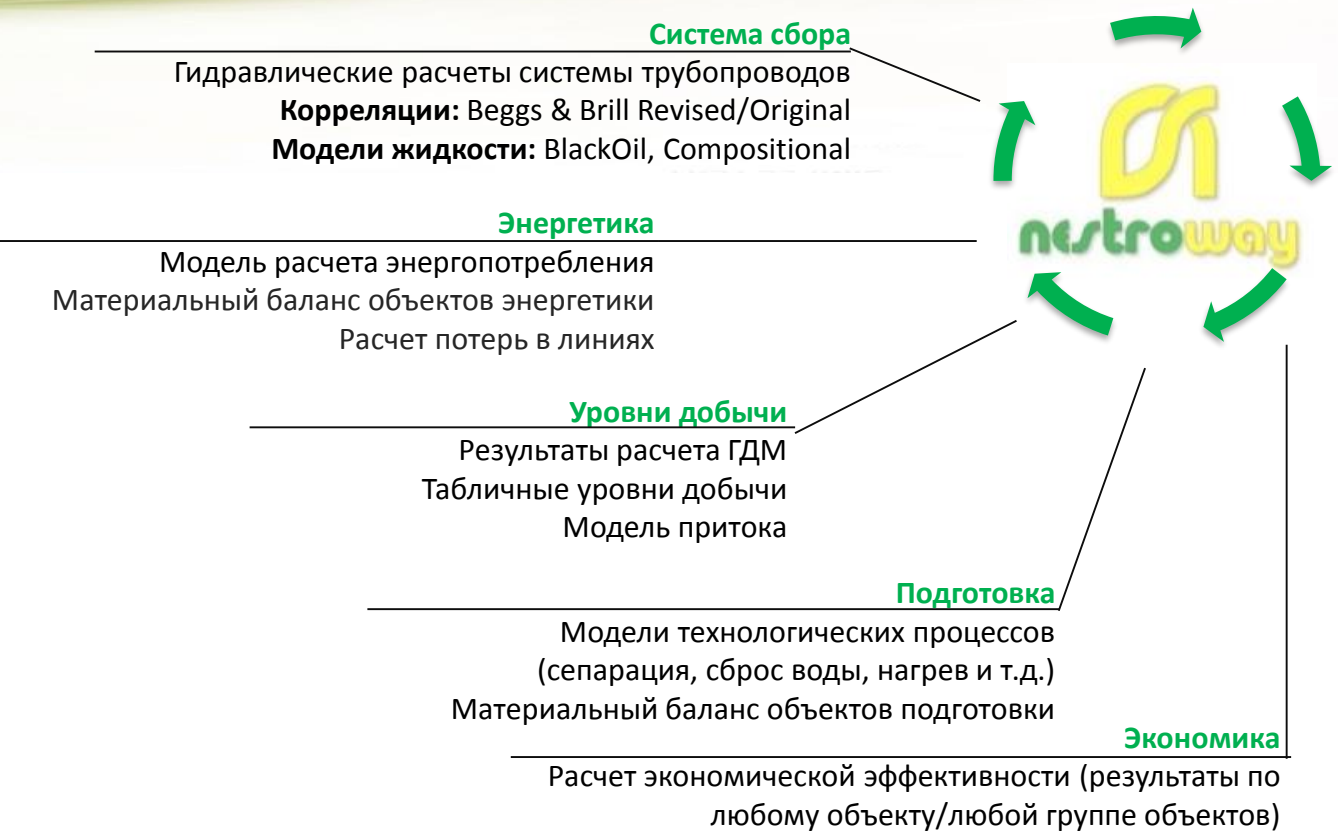 Система сбора
Гидравлические расчеты системы трубопроводов
Корреляции: Beggs & Brill Revised/Original
Модели жидкости: BlackOil, Compositional
nestroway
Энергетика
Модель расчета энергопотребления
Материальный баланс объектов энергетики
Расчет потерь в линиях
Уровни добычи
Результаты расчета ГДМ
Табличные уровни добычи
Модель притока
Подготовка
Модели технологических процессов
(сепарация, сброс воды, нагрев и т.д.)
Материальный баланс объектов подготовки
Экономика
Расчет экономической эффективности (результаты по
любому объекту/любой группе объектов)